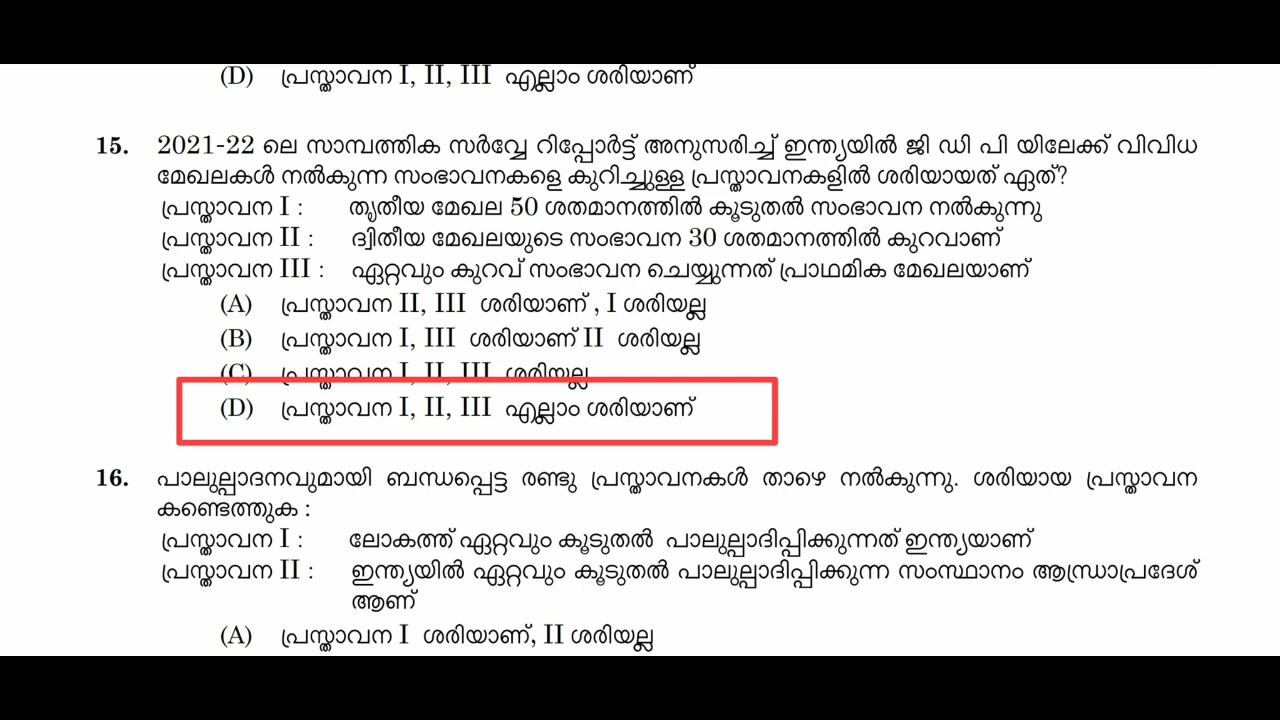 (D) പ്രസ്താവന I, II, III എല്ലാം ശരിയാണ്
15. 2021-22 ലെ സാമ്പത്തിക സർവ്വേ റിപ്പോർട്ട് അനുസരിച്ച് ഇന്ത്യയിൽ ജി ഡി പി യിലേക്ക് വിവിധ
മേഖലകൾ നൽകുന്ന സംഭാവനകളെ കുറിച്ചുള്ള പ്രസ്താവനകളിൽ ശരിയായത് ഏത്?
പ്രസ്താവന I : തൃതീയ മേഖല 50 ശതമാനത്തിൽ കൂടുതൽ സംഭാവന നൽകുന്നു
പ്രസ്താവന II : ദ്വിതീയ മേഖലയുടെ സംഭാവന 30 ശതമാനത്തിൽ കുറവാണ്
പ്രസ്താവന III : ഏറ്റവും കുറവ് സംഭാവന ചെയ്യുന്നത് പ്രാഥമിക മേഖലയാണ്
(A) പ്രസ്താവന II, III ശരിയാണ് , I ശരിയല്ല
(B) പ്രസ്താവന I, III ശരിയാണ് II ശരിയല്ല
(C) പ്രസ്താവന I, II, III ശരിയല്ല
(D) പ്രസ്താവന I, II, III എല്ലാം ശരിയാണ്
16. പാലുല്പാദനവുമായി ബന്ധപ്പെട്ട രണ്ടു പ്രസ്താവനകൾ താഴെ നൽകുന്നു. ശരിയായ പ്രസ്താവന
കണ്ടെത്തുക :
പ്രസ്താവന I : ലോകത്ത് ഏറ്റവും കൂടുതൽ പാലുല്പാദിപ്പിക്കുന്നത് ഇന്ത്യയാണ്
പ്രസ്താവന II : ഇന്ത്യയിൽ ഏറ്റവും കൂടുതൽ പാലുല്പാദിപ്പിക്കുന്ന സംസ്ഥാനം ആന്ധ്രാപ്രദേശ്
ആണ്
(A) പ്രസ്താവന I ശരിയാണ്, II ശരിയല്ല